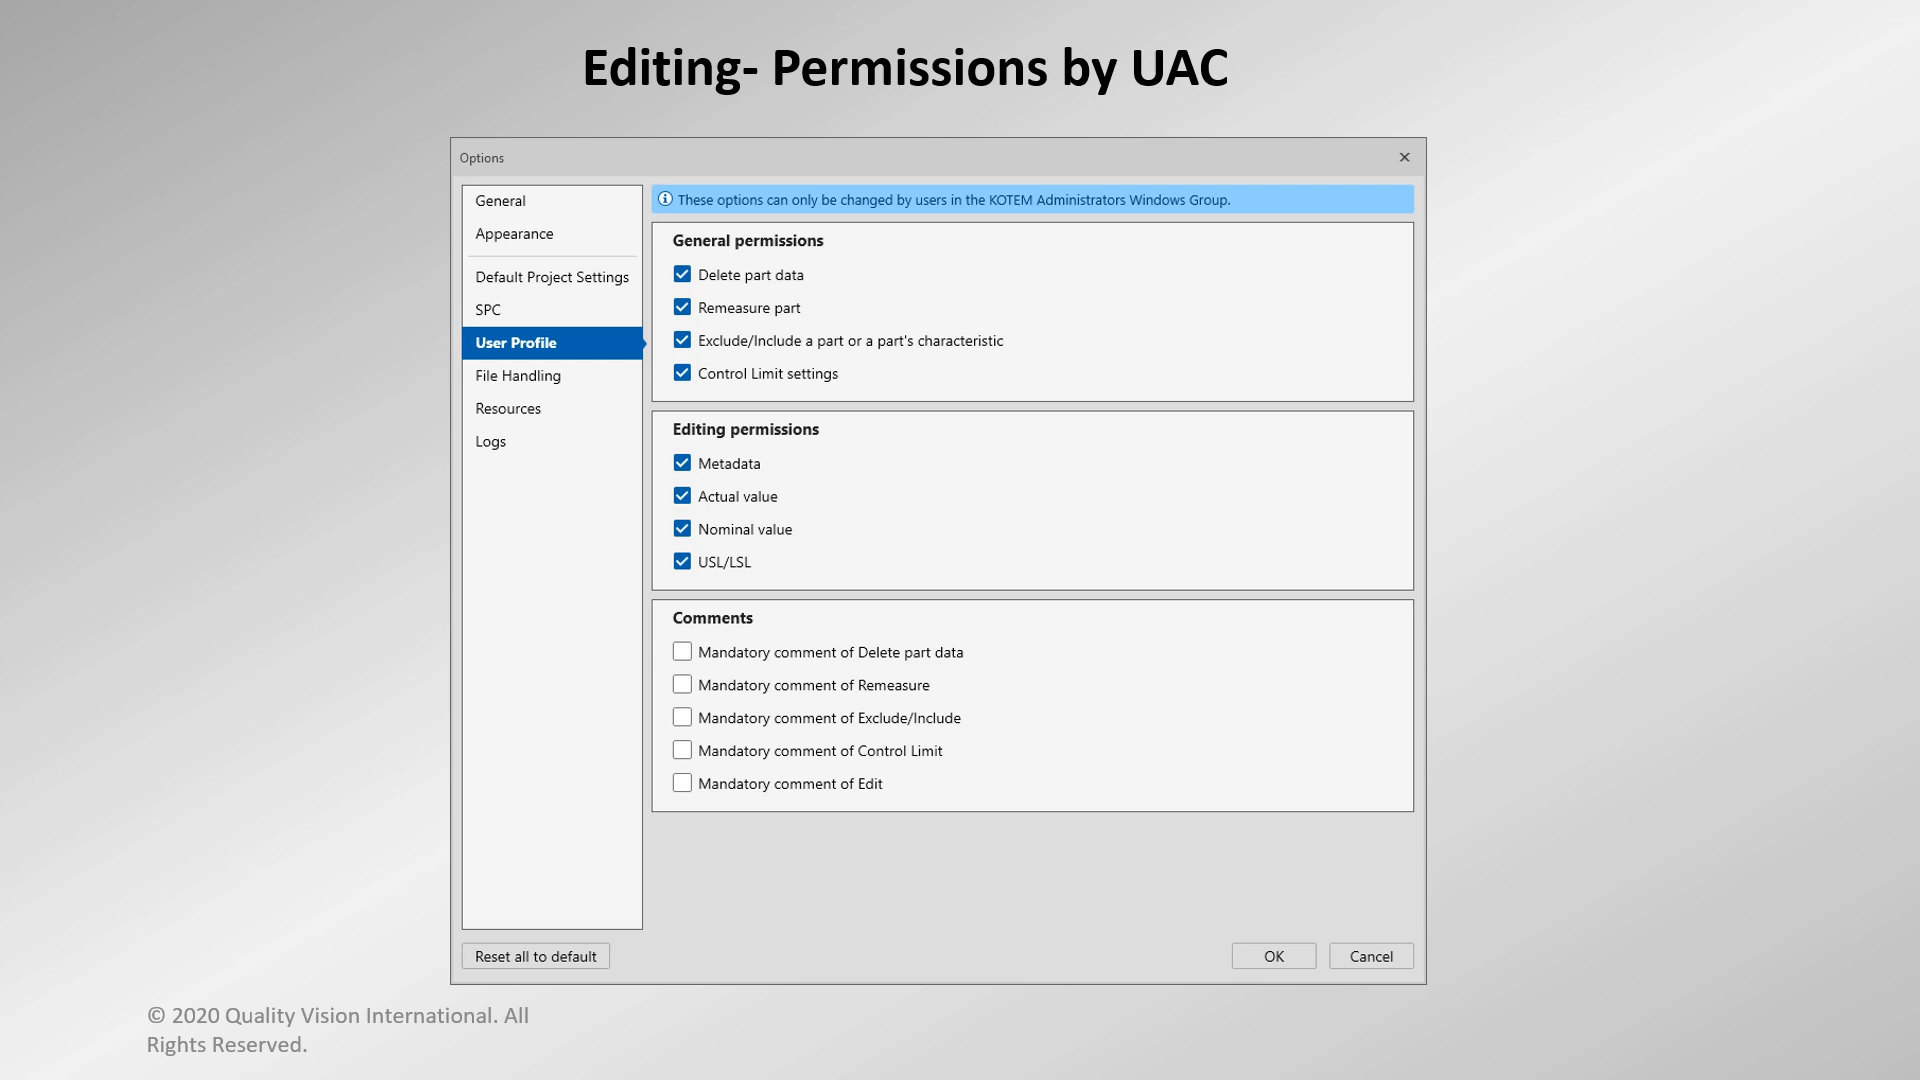 Editing- Permissions by UAC
Options
General
Appearance
Default Project Settings
SPC
User Profile
File Handling
Resources
Logs
These options can only be changed by users in the KOTEM Administrators Windows Group.
General permissions
Delete part data
Remeasure part
Exclude/Include a part or a part's characteristic
Control Limit settings
Editing permissions
Metadata
Actual value
Nominal value
USL/LSL
Comments
Mandatory comment of Delete part data
Mandatory comment of Remeasure
Mandatory comment of Exclude/Include
Mandatory comment of Control Limit
Mandatory comment of Edit
Reset all to default
OK
Cancel
© 2020 Quality Vision International. All
Rights Reserved.